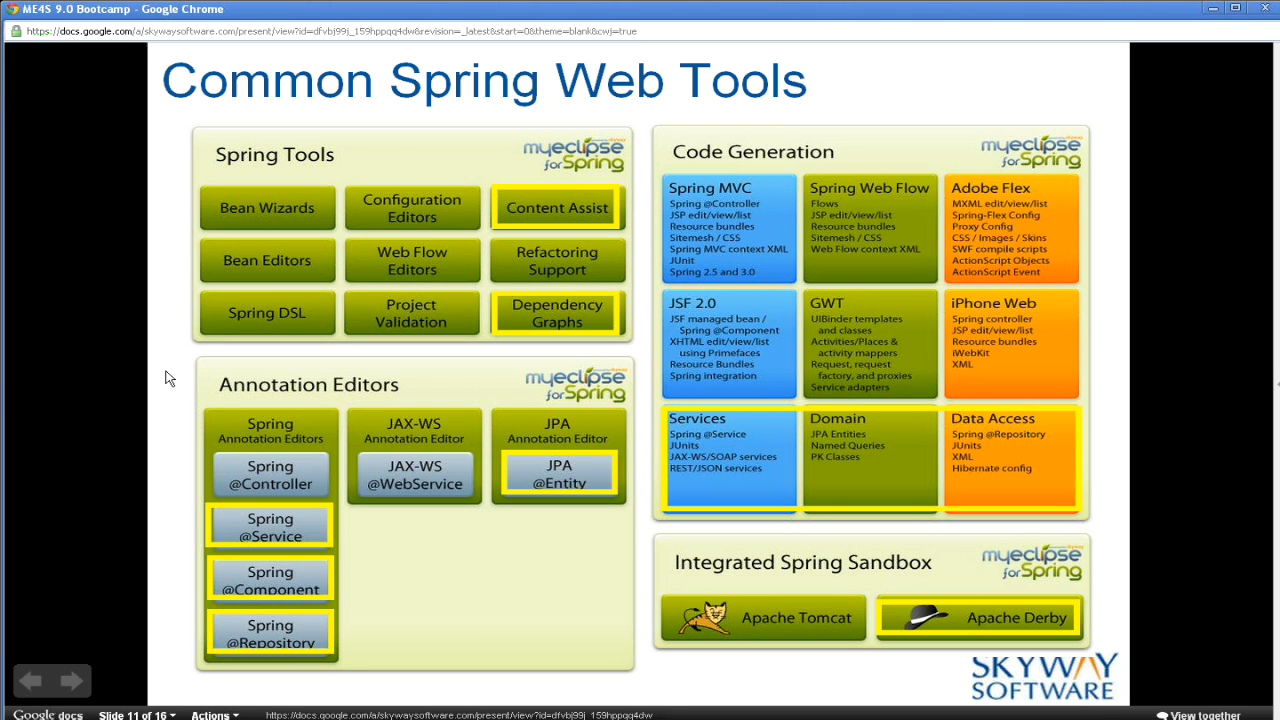 ME4S 9.0 Bootcamp - Google Chrome
https://docs.google.com/a/skywaysoftware.com/present/view?id=dfvbj99j_159hppqq4dw&revision=_latest&start=0&theme=blank&cwj=true
Common Spring Web Tools
Spring Tools
myeclipse
for Spring
Bean Wizards
Configuration
Editors
Content Assist
Bean Editors
Web Flow
Editors
Refactoring
Support
Spring DSL
Project
Validation
Dependency
Graphs
Annotation Editors
myeclipse
for Spring
Spring
Annotation Editors
Spring
@Controller
Spring
@Service
Spring
@Component
Spring
@Repository
JAX-WS
Annotation Editor
JAX-WS
@WebService
JPA
Annotation Editor
JPA
@Entity
Code Generation
myeclipse
for Spring
Spring MVC
Spring @Controller
JSP edit/view/list
Resource bundles
Sitemesh / CSS
Spring MVC context XML
JUnit
Spring 2.5 and 3.0
Spring Web Flow
Flows
JSP edit/view/list
Resource bundles
Sitemesh / CSS
Web Flow context XML
Adobe Flex
MXML edit/view/list
Spring-Flex Config
Proxy Config
CSS / Images / Skins
SWF compile scripts
ActionScript Objects
ActionScript Event
JSF 2.0
JSF managed bean /
Spring @Component
XHTML edit/view/list
using Primefaces
Resource Bundles
Spring integration
GWT
UIBinder templates
and classes
Activities/Places &
activity mappers
Request, request
factory, and proxies
Service adapters
iPhone Web
Spring controller
JSP edit/view/list
Resource bundles
iWebKit
XML
Services
Spring @Service
JUnits
JAX-WS/SOAP services
REST/JSON services
Domain
JPA Entities
Named Queries
PK Classes
Data Access
Spring @Repository
JUnits
XML
Hibernate config
Integrated Spring Sandbox
myeclipse
for Spring
Apache Tomcat
Apache Derby
SKYWAY
SOFTWARE
Google docs
Slide 11 of 16
Actions
https://docs.google.com/a/skywaysoftware.com/present/view?id=dfvbj99j_159hppqq4dw
View together